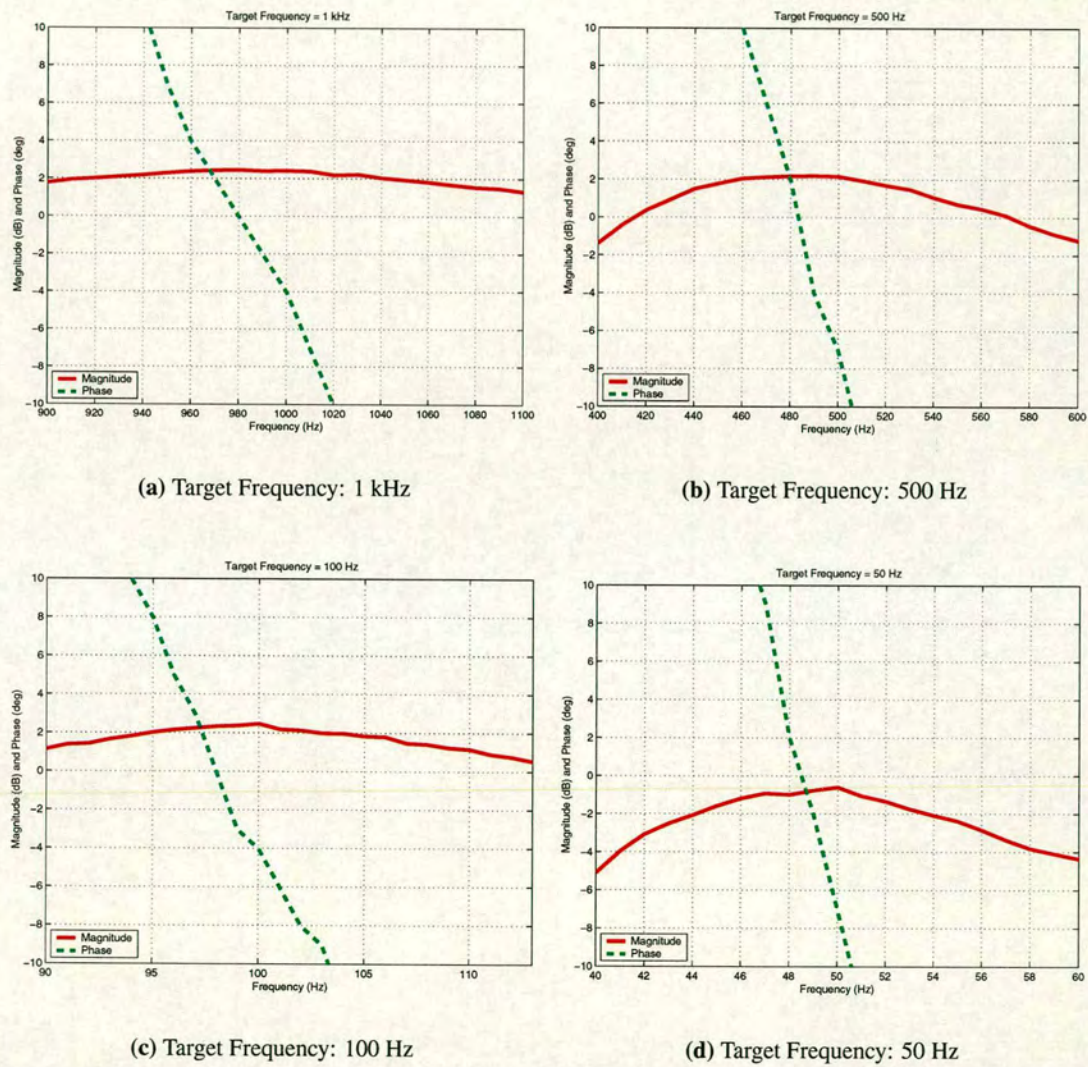 Target Frequency = 1 kHz
Magnitude (dB) and Phase (deg)
10
8
6
4
2
0
−2
−4
−6
−8
−10
Magnitude
Phase
900 920 940 960 980 1000 1020 1040 1060 1080 1100
Frequency (Hz)
(a) Target Frequency: 1 kHz
Target Frequency = 500 Hz
Magnitude (dB) and Phase (deg)
10
8
6
4
2
0
−2
−4
−6
−8
−10
Magnitude
Phase
400 420 440 460 480 500 520 540 560 580 600
Frequency (Hz)
(b) Target Frequency: 500 Hz
Target Frequency = 100 Hz
Magnitude (dB) and Phase (deg)
10
8
6
4
2
0
−2
−4
−6
−8
−10
Magnitude
Phase
90 95 100 105 110
Frequency (Hz)
(c) Target Frequency: 100 Hz
Target Frequency = 50 Hz
Magnitude (dB) and Phase (deg)
10
8
6
4
2
0
−2
−4
−6
−8
−10
Magnitude
Phase
40 42 44 46 48 50 52 54 56 58 60
Frequency (Hz)
(d) Target Frequency: 50 Hz